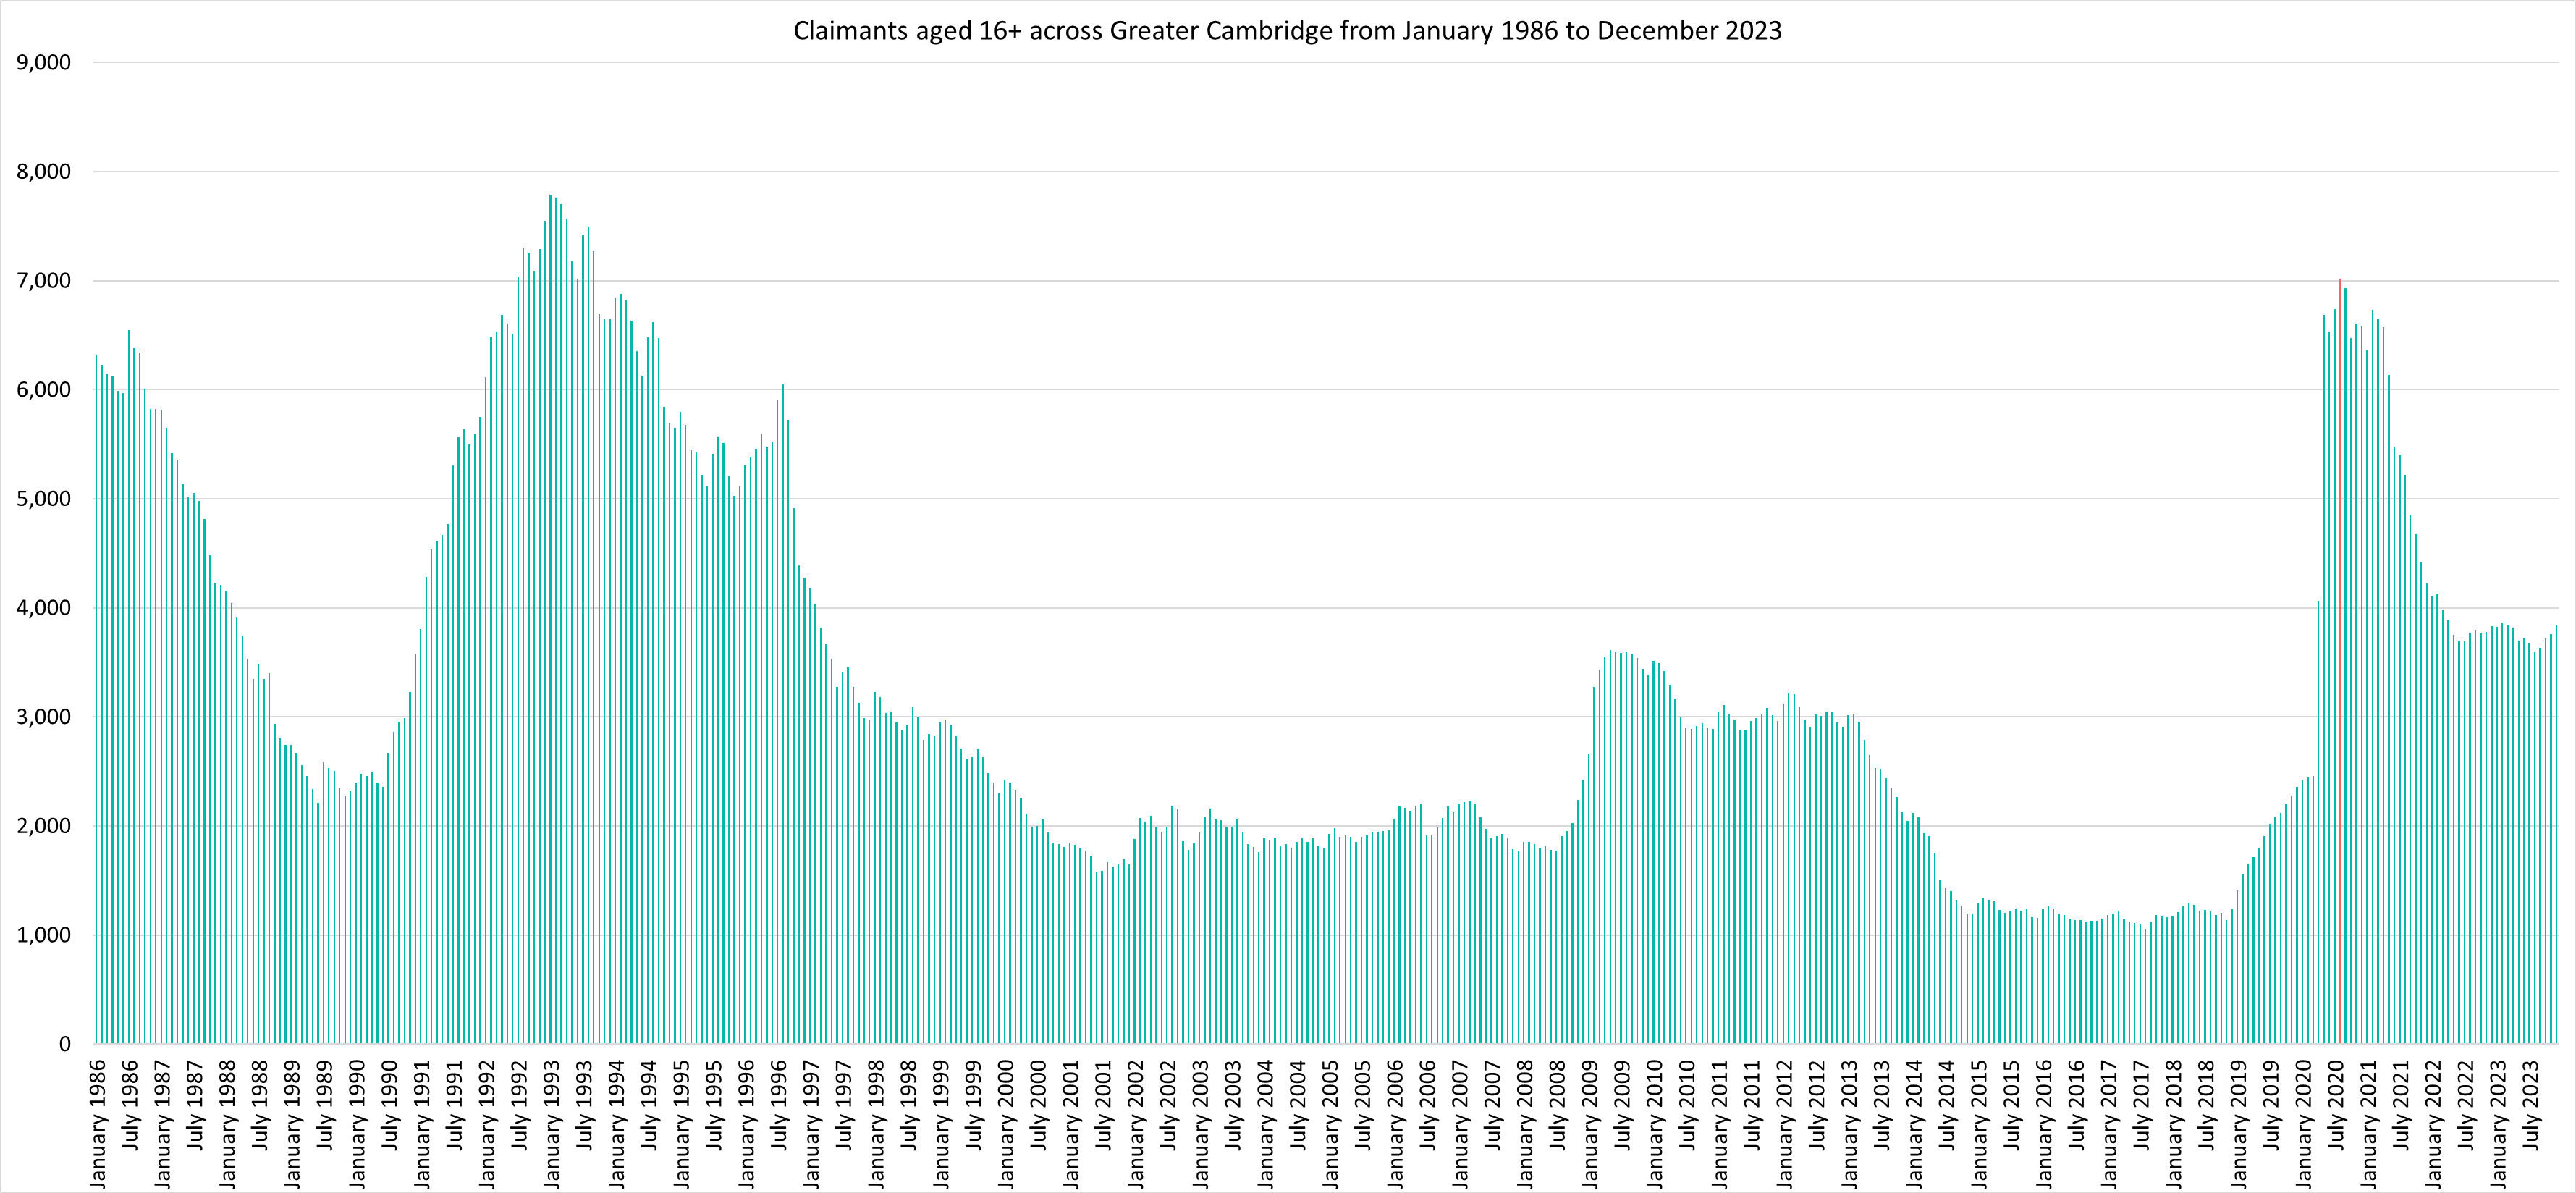 Claimants aged 16+ across Greater Cambridge from January 1986 to December 2023
9,000
8,000
7,000
6,000
5,000
4,000
3,000
2,000
1,000
0
January 1986
July 1986
January 1987
July 1987
January 1988
July 1988
January 1989
July 1989
January 1990
July 1990
January 1991
July 1991
January 1992
July 1992
January 1993
July 1993
January 1994
July 1994
January 1995
July 1995
January 1996
July 1996
January 1997
July 1997
January 1998
July 1998
January 1999
July 1999
January 2000
July 2000
January 2001
July 2001
January 2002
July 2002
January 2003
July 2003
January 2004
July 2004
January 2005
July 2005
January 2006
July 2006
January 2007
July 2007
January 2008
July 2008
January 2009
July 2009
January 2010
July 2010
January 2011
July 2011
January 2012
July 2012
January 2013
July 2013
January 2014
July 2014
January 2015
July 2015
January 2016
July 2016
January 2017
July 2017
January 2018
July 2018
January 2019
July 2019
January 2020
July 2020
January 2021
July 2021
January 2022
July 2022
January 2023
July 2023